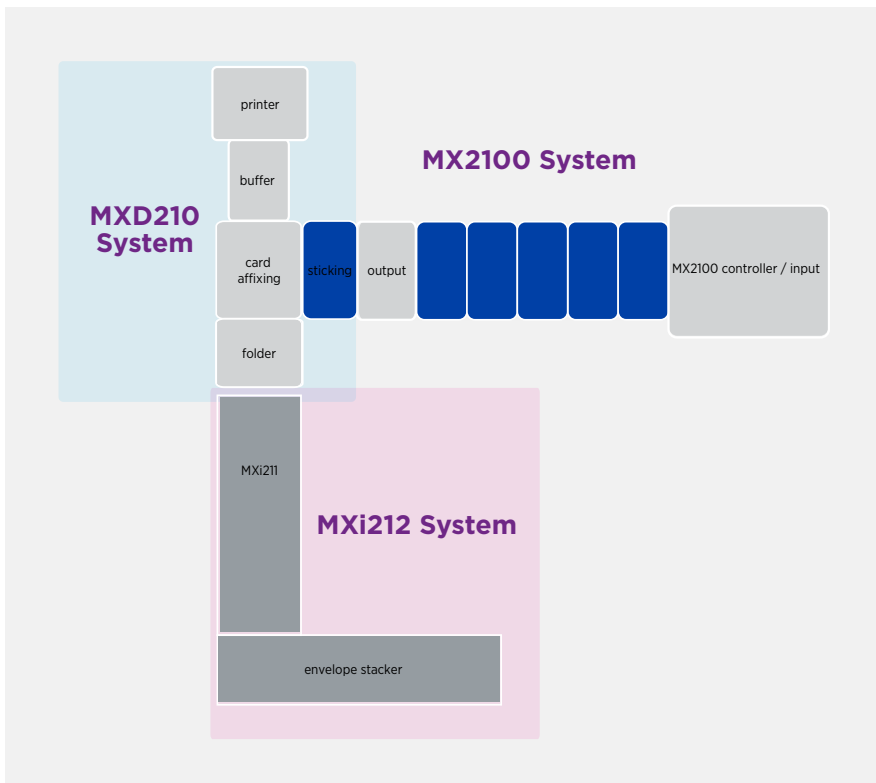 printer
MX2100 System
buffer
MXD210
System
card
affixing
sticking
output
MX2100 controller / input
folder
MXi211
MXi212 System
envelope stacker